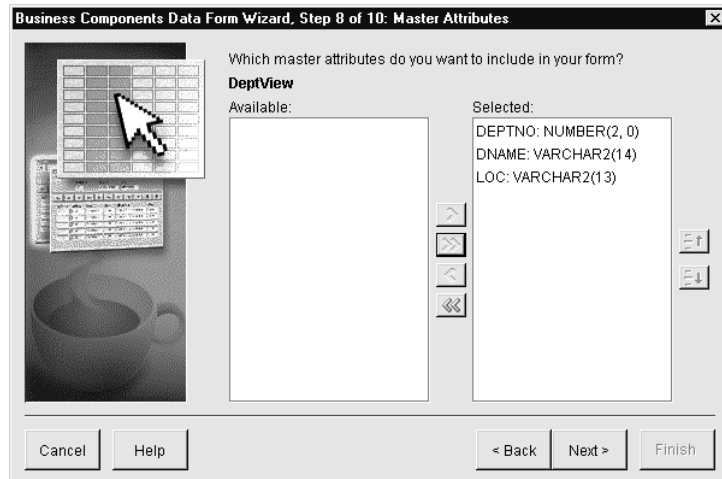 Business Components Data Form Wizard, Step 8 of 10: Master Attributes
Which master attributes do you want to include in your form?
DeptView
Available:
Selected:
DEPTNO: NUMBER(2, 0)
DNAME: VARCHAR2(14)
LOC: VARCHAR2(13)
Cancel
Help
< Back
Next >
Finish